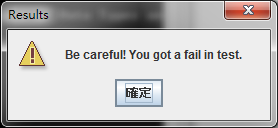 Results
Be careful! You got a fail in test.
確定